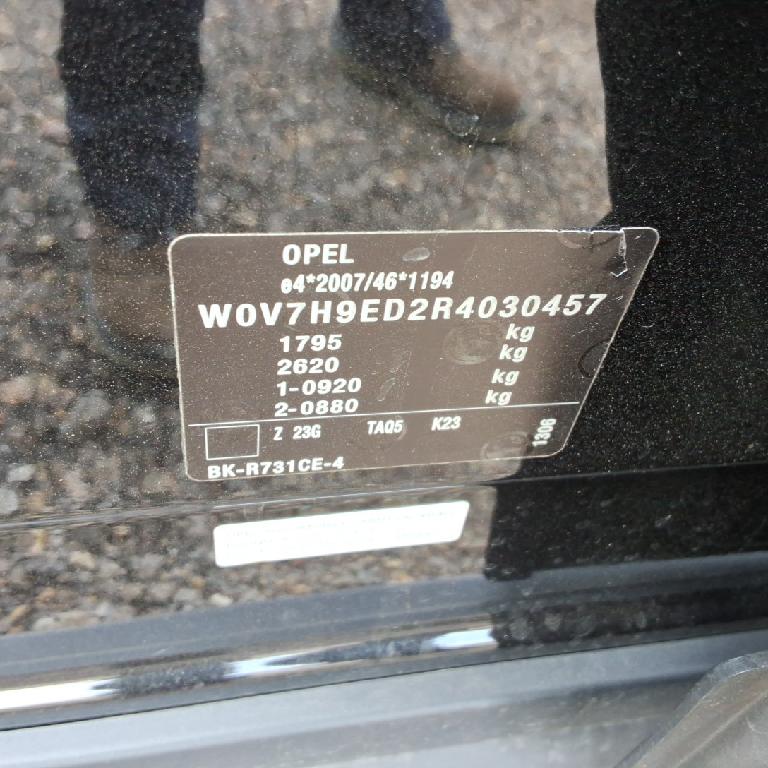 OPEL
e4*2007/46*1194
W0V7H9ED2R4030457
1795 kg
2620 kg
1-0920 kg
2-0880 kg
Z 23G TAQ5 K23
1306
BK-R731CE-4